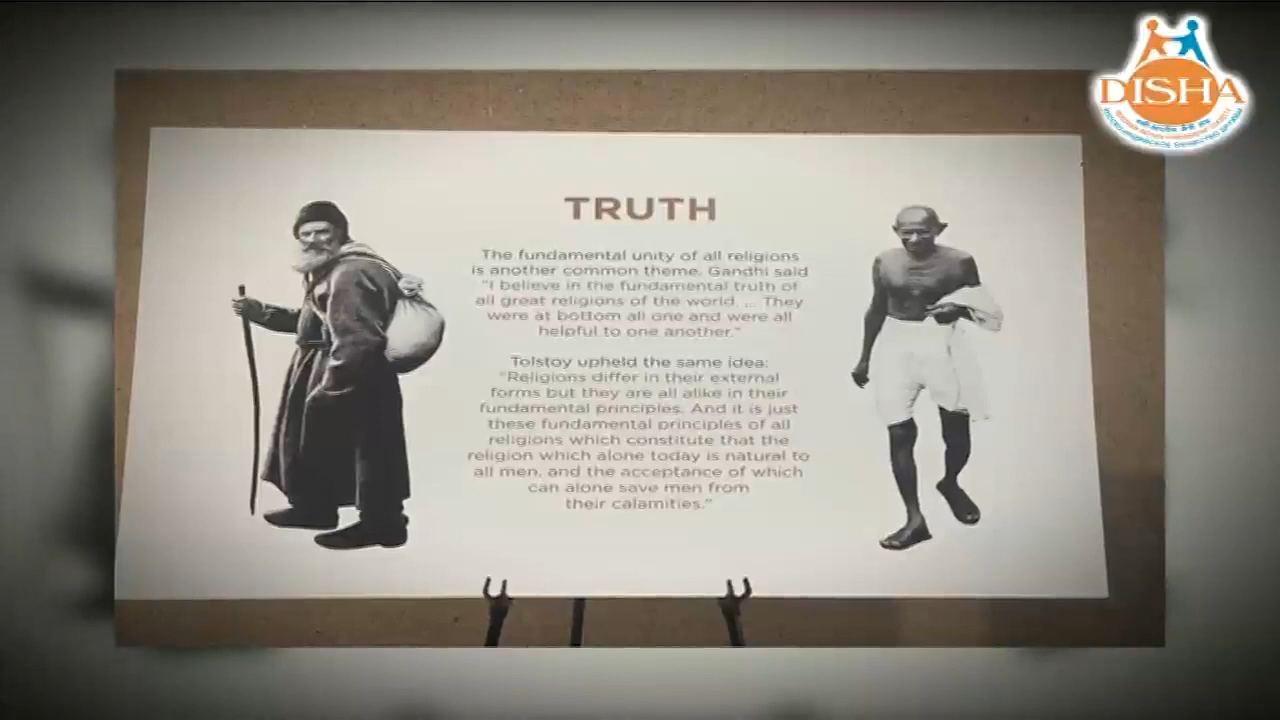 DISHA
TRUTH
The fundamental unity of all religions
is another common theme. Gandhi said
"I believe in the fundamental truth of
all great religions of the world. ... They
were at bottom all one and were all
helpful to one another."
Tolstoy upheld the same idea:
"Religions differ in their external
forms but they are all alike in their
fundamental principles. And it is just
these fundamental principles of all
religions which constitute that the
religion which alone today is natural to
all men, and the acceptance of which
can alone save men from
their calamities."